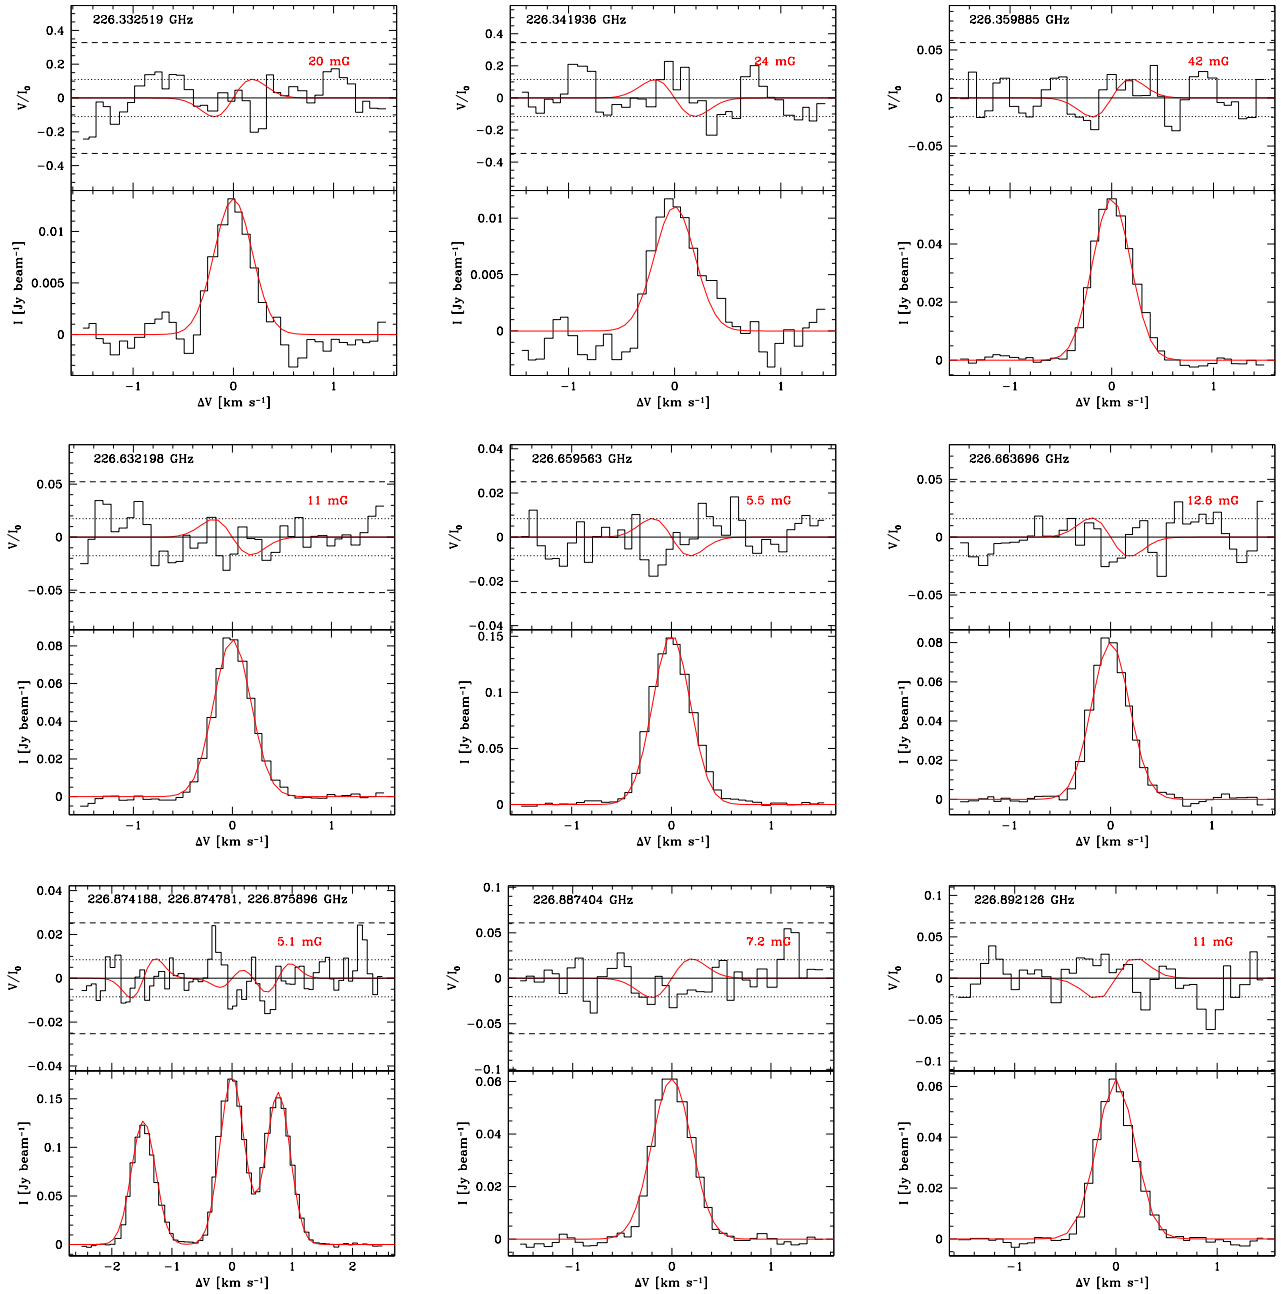 226.332519 GHz
20 mG
V/I₀
0.4
0.2
0
−0.2
−0.4
I [Jy beam⁻¹]
0.01
0.005
0
−1 0 1
ΔV [km s⁻¹]
226.341936 GHz
24 mG
V/I₀
0.4
0.2
0
−0.2
−0.4
I [Jy beam⁻¹]
0.01
0.005
0
−1 0 1
ΔV [km s⁻¹]
226.359885 GHz
42 mG
V/I₀
0.05
0
−0.05
I [Jy beam⁻¹]
0.04
0.02
0
−1 0 1
ΔV [km s⁻¹]
226.632198 GHz
11 mG
V/I₀
0.05
0
−0.05
I [Jy beam⁻¹]
0.08
0.06
0.04
0.02
0
−1 0 1
ΔV [km s⁻¹]
226.659563 GHz
5.5 mG
V/I₀
0.04
0.02
0
−0.02
−0.04
I [Jy beam⁻¹]
0.15
0.1
0.05
0
−1 0 1
ΔV [km s⁻¹]
226.663696 GHz
12.6 mG
V/I₀
0.05
0
−0.05
I [Jy beam⁻¹]
0.08
0.06
0.04
0.02
0
−1 0 1
ΔV [km s⁻¹]
226.874188, 226.874781, 226.875896 GHz
5.1 mG
V/I₀
0.04
0.02
0
−0.02
−0.04
I [Jy beam⁻¹]
0.15
0.1
0.05
0
−2 −1 0 1 2
ΔV [km s⁻¹]
226.887404 GHz
7.2 mG
V/I₀
0.1
0.05
0
−0.05
−0.1
I [Jy beam⁻¹]
0.06
0.04
0.02
0
−1 0 1
ΔV [km s⁻¹]
226.892126 GHz
11 mG
V/I₀
0.1
0.05
0
−0.05
−0.1
I [Jy beam⁻¹]
0.06
0.04
0.02
0
−1 0 1
ΔV [km s⁻¹]